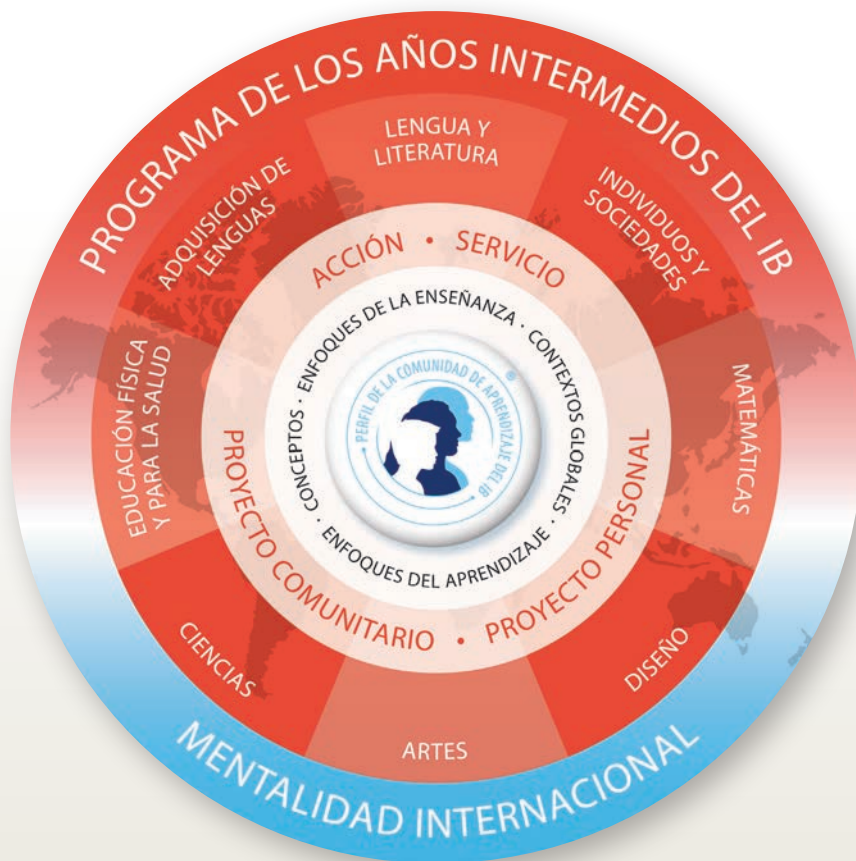 PROGRAMA DE LOS AÑOS INTERMEDIOS DEL IB
LENGUA Y
LITERATURA
INDIVIDUOS Y
SOCIEDADES
MATEMÁTICAS
DISEÑO
ARTES
CIENCIAS
EDUCACIÓN FÍSICA
Y PARA LA SALUD
ADQUISICIÓN DE
LENGUAS
ACCIÓN • SERVICIO
PROYECTO COMUNITARIO • PROYECTO PERSONAL
ENFOQUES DE LA ENSEÑANZA · CONTEXTOS GLOBALES ·
ENFOQUES DEL APRENDIZAJE · CONCEPTOS ·
• PERFIL DE LA COMUNIDAD DE APRENDIZAJE DEL IB •
®
MENTALIDAD INTERNACIONAL